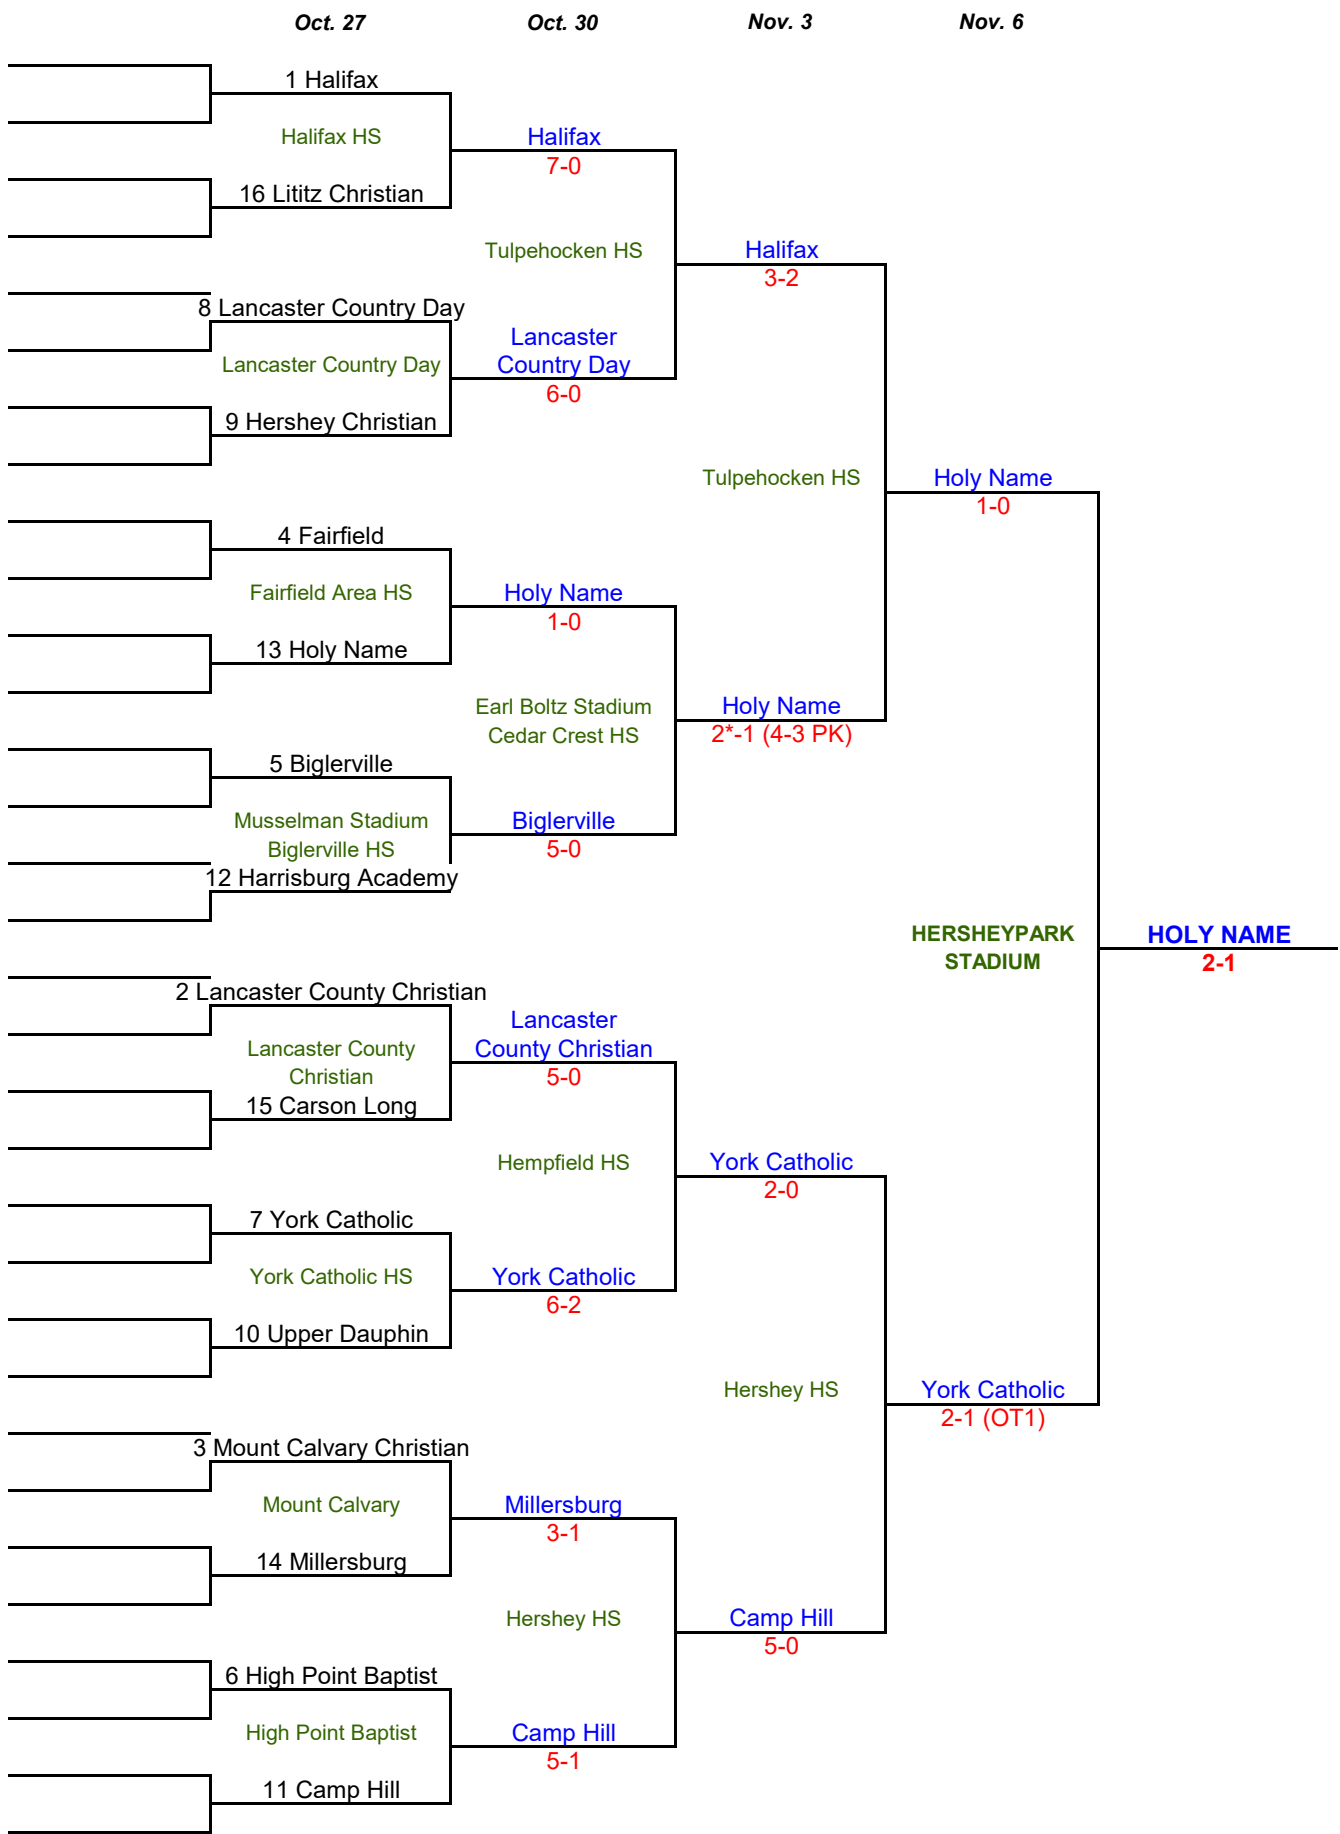 Oct. 27 Oct. 30 Nov. 3 Nov. 6
1 Halifax
Halifax HS
Halifax
7-0
16 Lititz Christian
Tulpehocken HS
Halifax
3-2
8 Lancaster Country Day
Lancaster
Country Day
Lancaster Country Day
6-0
9 Hershey Christian
Tulpehocken HS
Holy Name
1-0
4 Fairfield
Fairfield Area HS
Holy Name
1-0
13 Holy Name
Earl Boltz Stadium
Cedar Crest HS
Holy Name
2*-1 (4-3 PK)
5 Biglerville
Musselman Stadium
Biglerville HS
Biglerville
5-0
12 Harrisburg Academy
HERSHEYPARK
STADIUM
HOLY NAME
2-1
2 Lancaster County Christian
Lancaster
County Christian
Lancaster County
Christian
5-0
15 Carson Long
Hempfield HS
York Catholic
2-0
7 York Catholic
York Catholic HS
York Catholic
6-2
10 Upper Dauphin
Hershey HS
York Catholic
2-1 (OT1)
3 Mount Calvary Christian
Mount Calvary
Millersburg
3-1
14 Millersburg
Hershey HS
Camp Hill
5-0
6 High Point Baptist
High Point Baptist
Camp Hill
5-1
11 Camp Hill